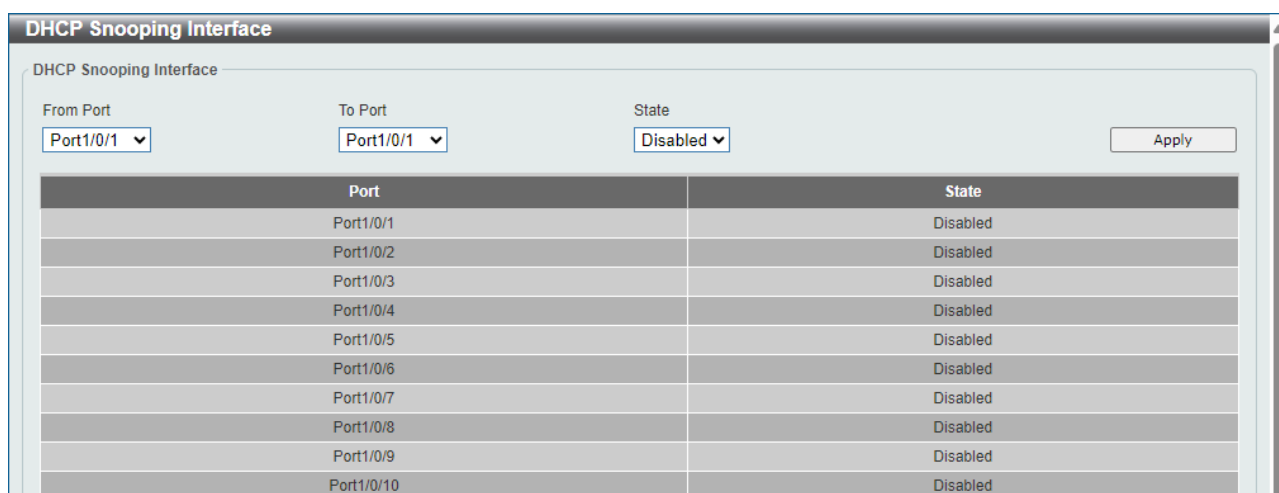 DHCP Snooping Interface
DHCP Snooping Interface
From Port To Port State
Port1/0/1 Port1/0/1 Disabled Apply
Port State
Port1/0/1 Disabled
Port1/0/2 Disabled
Port1/0/3 Disabled
Port1/0/4 Disabled
Port1/0/5 Disabled
Port1/0/6 Disabled
Port1/0/7 Disabled
Port1/0/8 Disabled
Port1/0/9 Disabled
Port1/0/10 Disabled